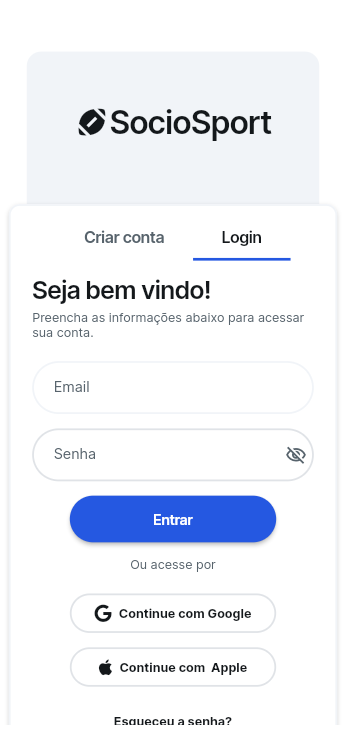 SocioSport
Criar conta
Login
Seja bem vindo!
Preencha as informações abaixo para acessar
sua conta.
Email
Senha
Entrar
Ou acesse por
Continue com Google
Continue com  Apple
Esqueceu a senha?